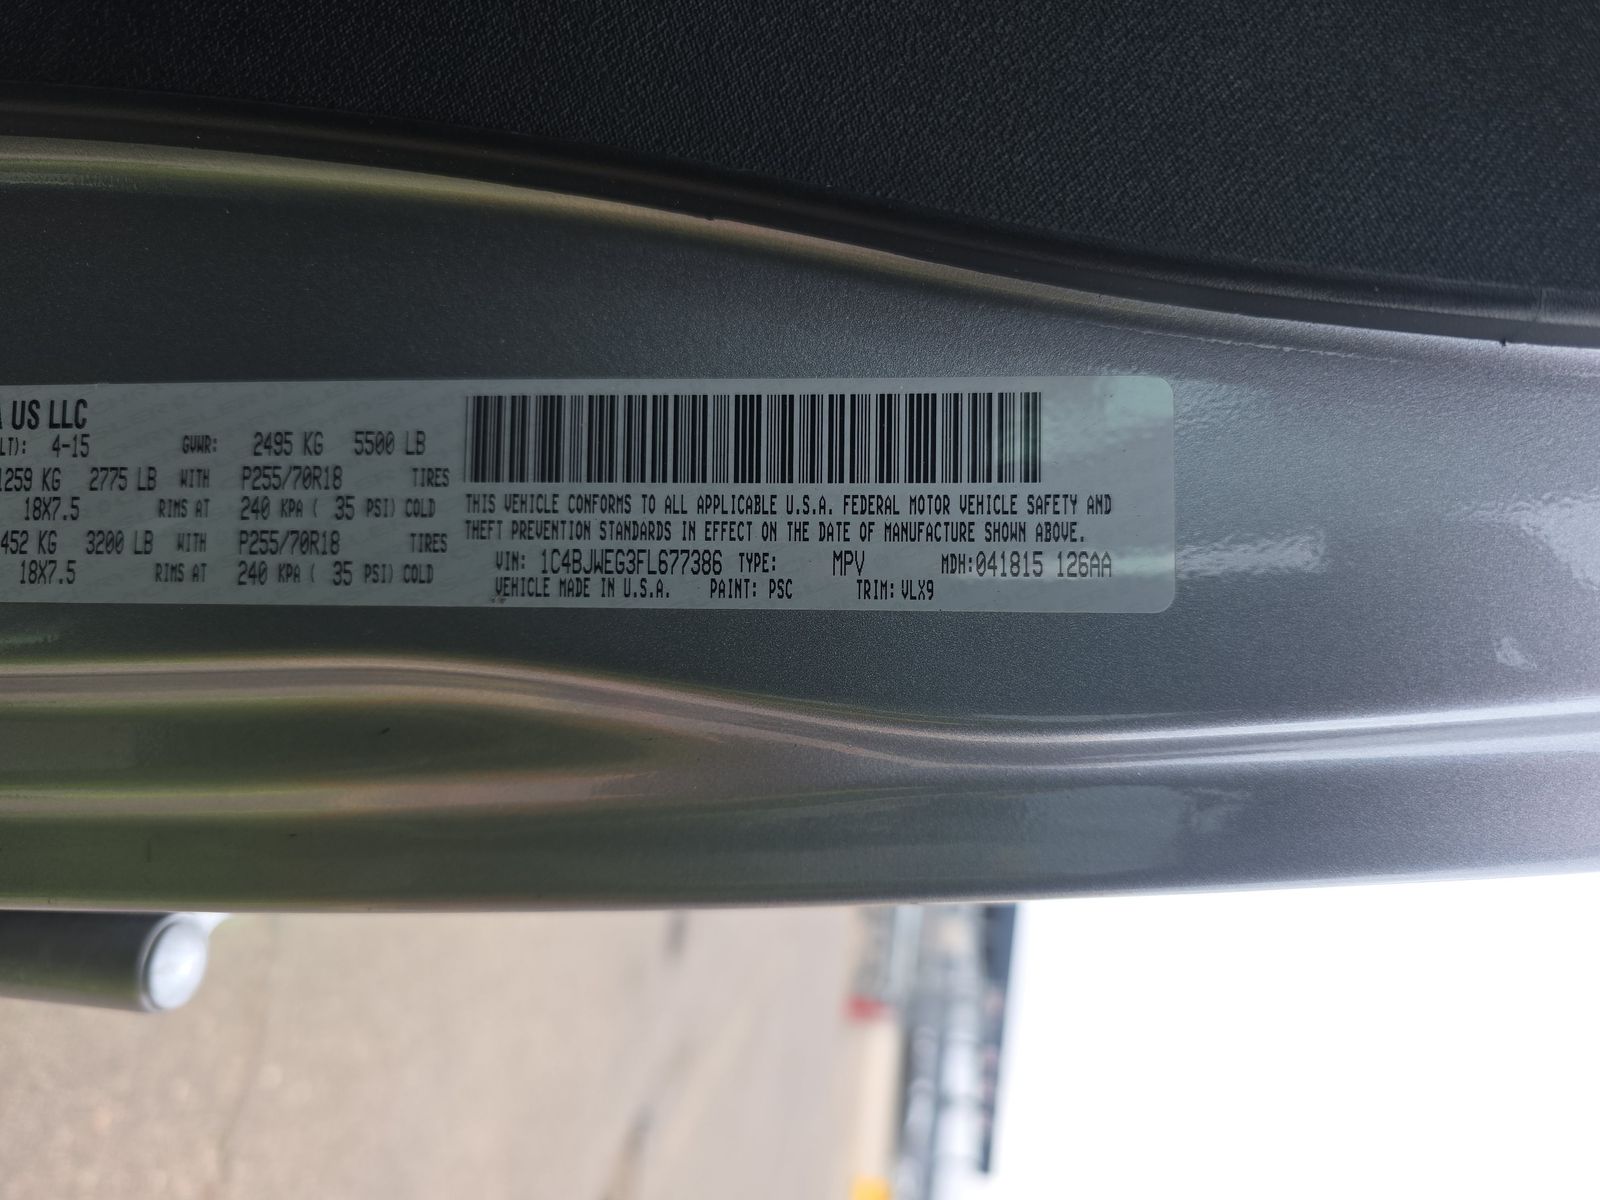 A US LLC
LT): 4-15 GVWR: 2495 KG 5500 LB
1259 KG 2775 LB WITH P255/70R18 TIRES
18X7.5 RIMS AT 240 KPA ( 35 PSI) COLD
452 KG 3200 LB WITH P255/70R18 TIRES
18X7.5 RIMS AT 240 KPA ( 35 PSI) COLD
THIS VEHICLE CONFORMS TO ALL APPLICABLE U.S.A. FEDERAL MOTOR VEHICLE SAFETY AND
THEFT PREVENTION STANDARDS IN EFFECT ON THE DATE OF MANUFACTURE SHOWN ABOVE.
VIN: 1C4BJWEG3FL677386 TYPE: MPV MDH:041815 126AA
VEHICLE MADE IN U.S.A. PAINT: PSC TRIM: VLX9